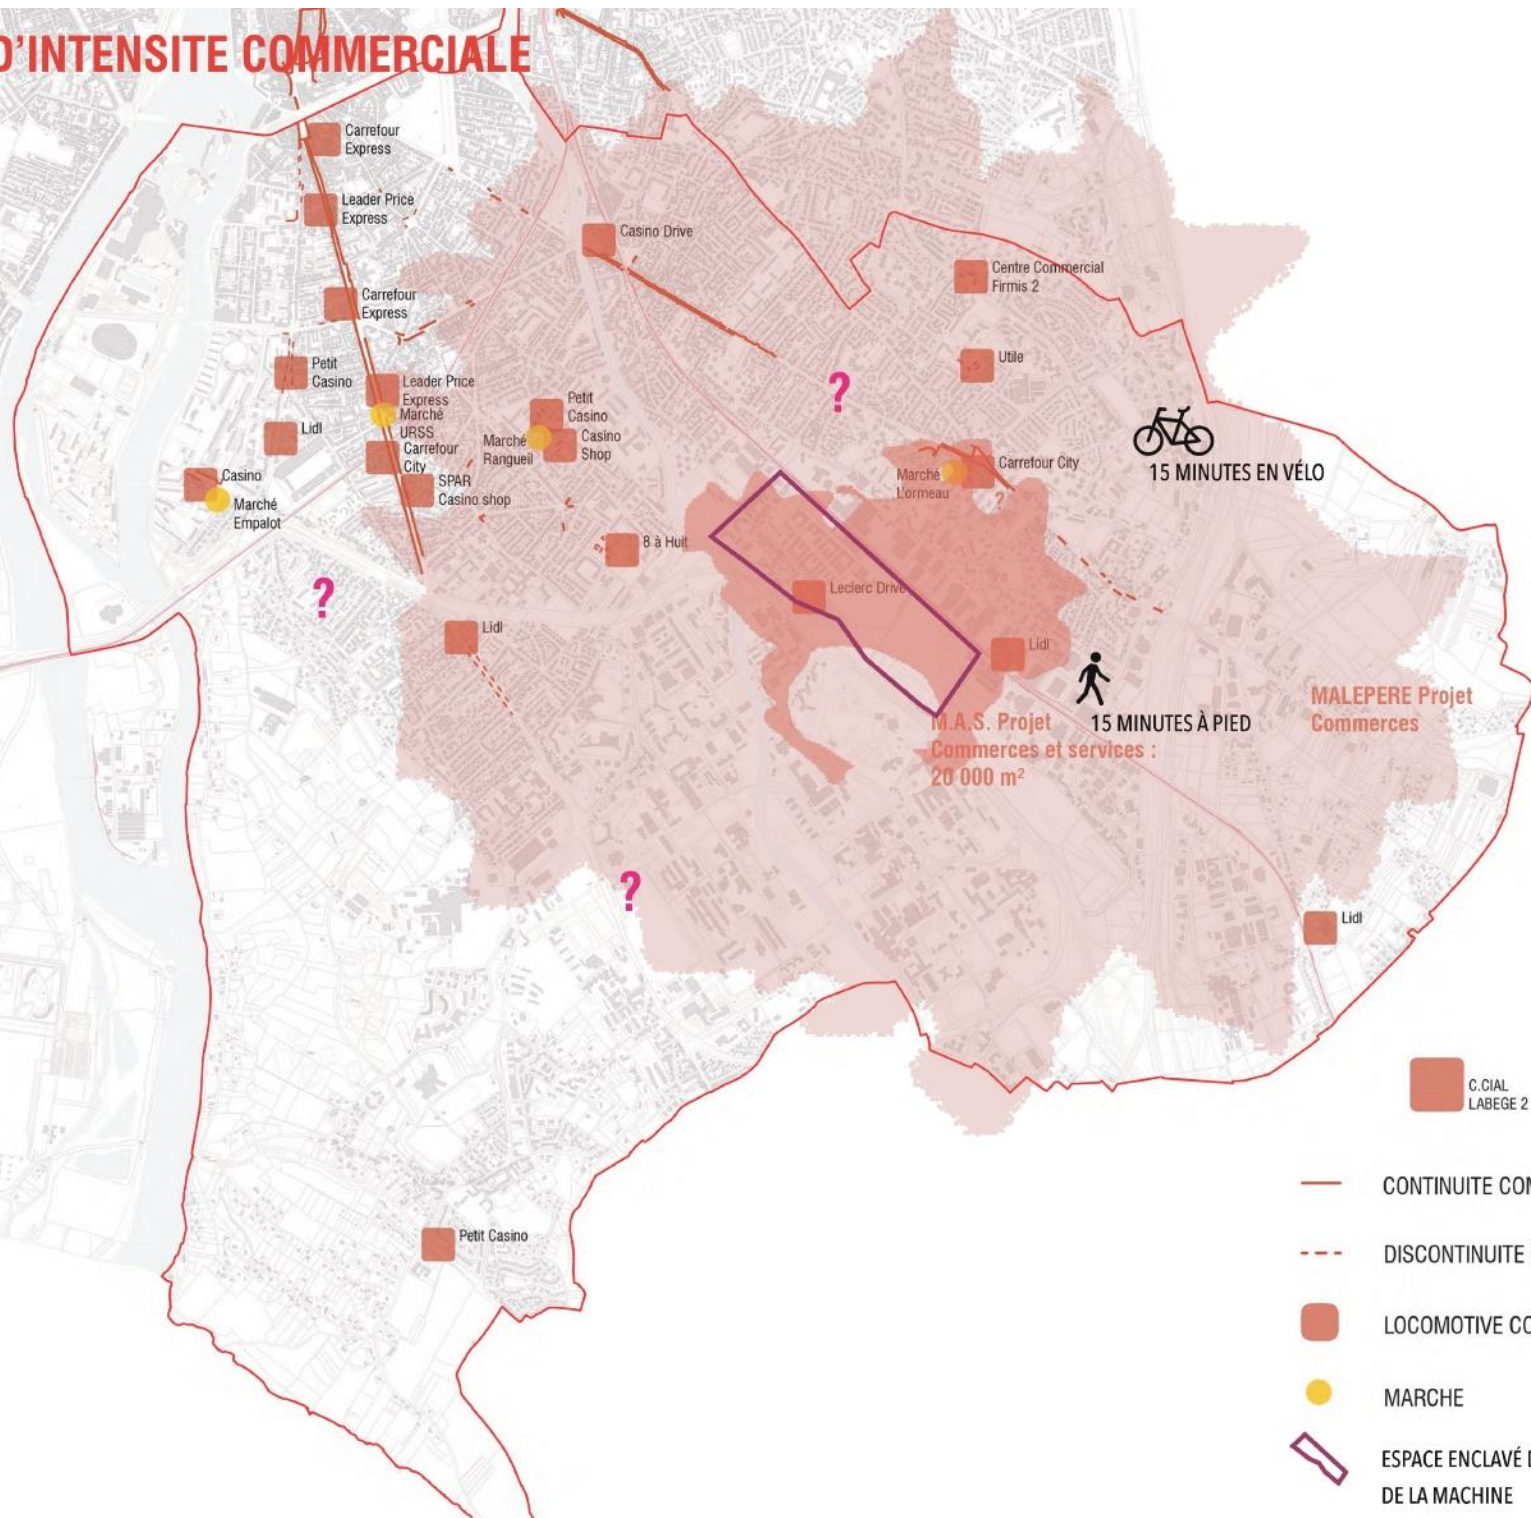 D'INTENSITE COMMERCIALE
Carrefour
Express
Leader Price
Express
Casino Drive
Centre Commercial
Firmis 2
Carrefour
Express
Utile
Petit
Casino
Leader Price
Express
Marché
URSS
Petit
Casino
?
Lidl
Marché
Rangueil
Casino
Shop
Carrefour
City
Carrefour City
Marché
L'ormeau
?
15 MINUTES EN VÉLO
Casino
SPAR
Casino shop
Marché
Empalot
8 à Huit
?
?
Leclerc Drive
Lidl
Lidl
MALEPERE Projet
Commerces
M.A.S. Projet
Commerces et services :
20 000 m²
15 MINUTES À PIED
?
Lidl
C.CIAL
LABEGE 2
CONTINUITE CO
DISCONTINUITE
Petit Casino
LOCOMOTIVE CO
MARCHE
ESPACE ENCLAVÉ D
DE LA MACHINE